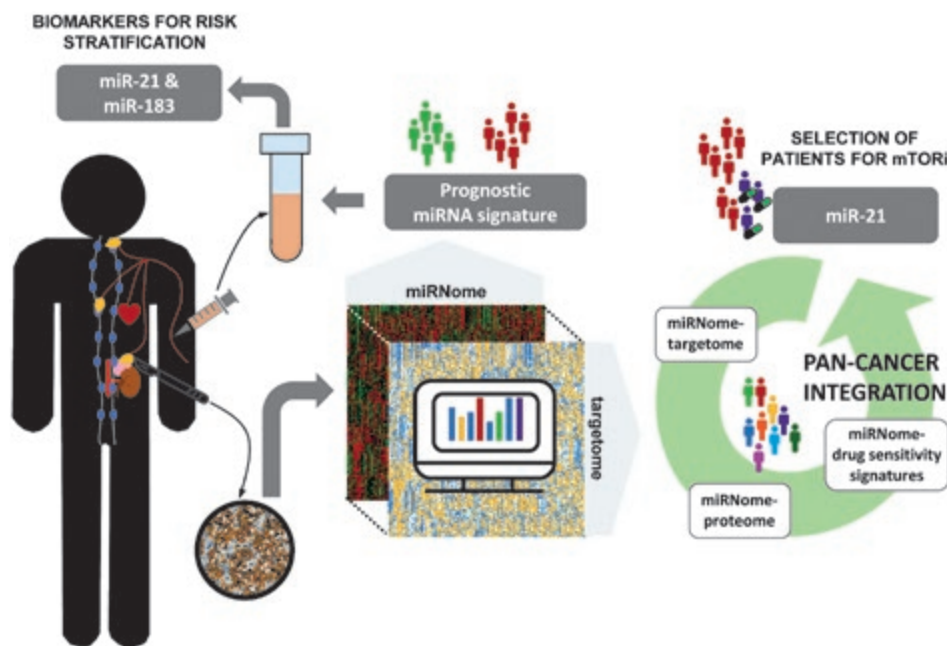 BIOMARKERS FOR RISK
STRATIFICATION
miR-21 &
miR-183
Prognostic
miRNA signature
SELECTION OF
PATIENTS FOR mTORi
miR-21
miRNome
targetome
miRNome-
targetome
PAN-CANCER
INTEGRATION
miRNome-
drug sensitivity
signatures
miRNome-
proteome